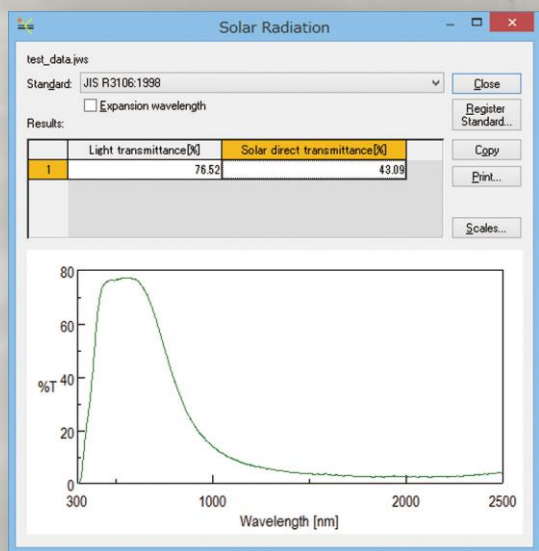 Solar Radiation
test_data.jws
Standard: JIS R3106:1998
Close
Expansion wavelength
Register Standard...
Results:
Light transmittance[%] Solar direct transmittance[%]
1 76.52 43.09
Copy
Print...
Scales...
80
60
%T 40
20
0
300 1000 2000 2500
Wavelength [nm]